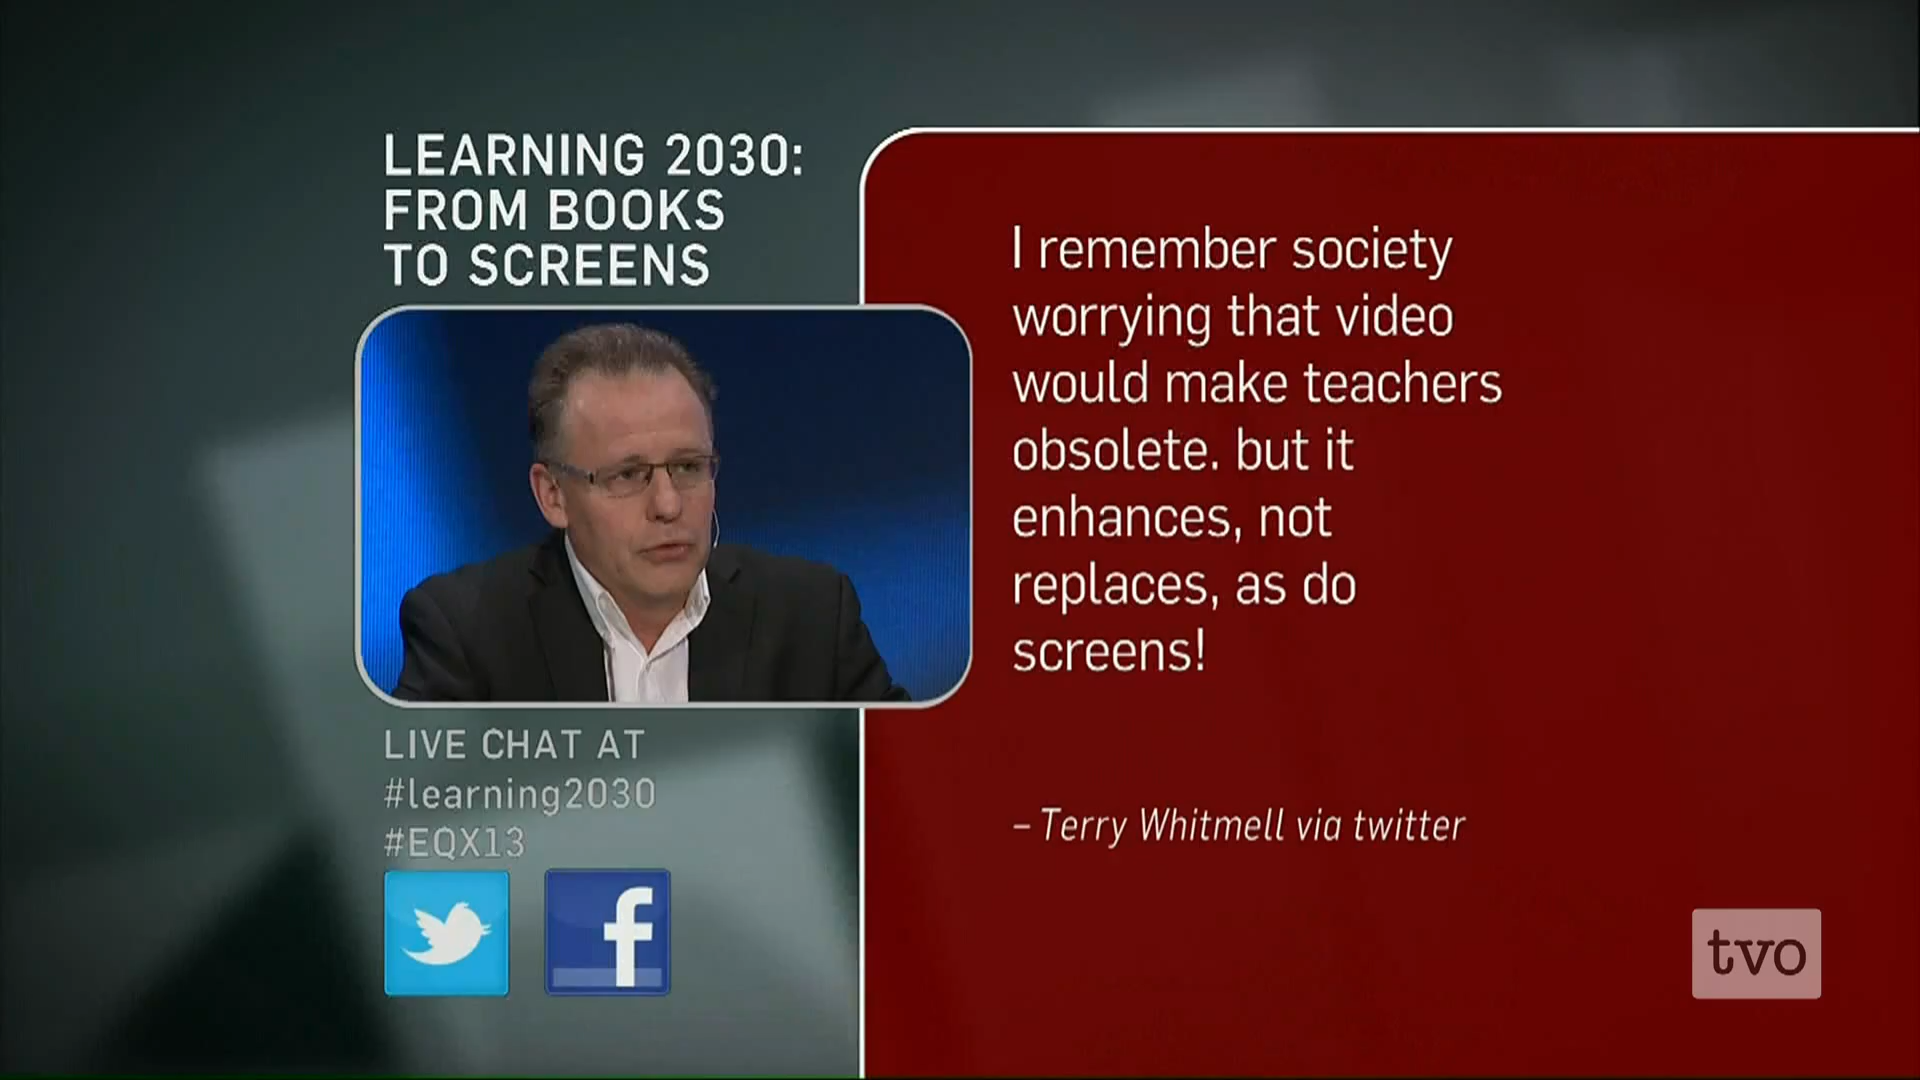 LEARNING 2030:
FROM BOOKS
TO SCREENS
I remember society
worrying that video
would make teachers
obsolete. but it
enhances, not
replaces, as do
screens!
– Terry Whitmell via twitter
LIVE CHAT AT
#learning2030
#EQX13
f
tvo